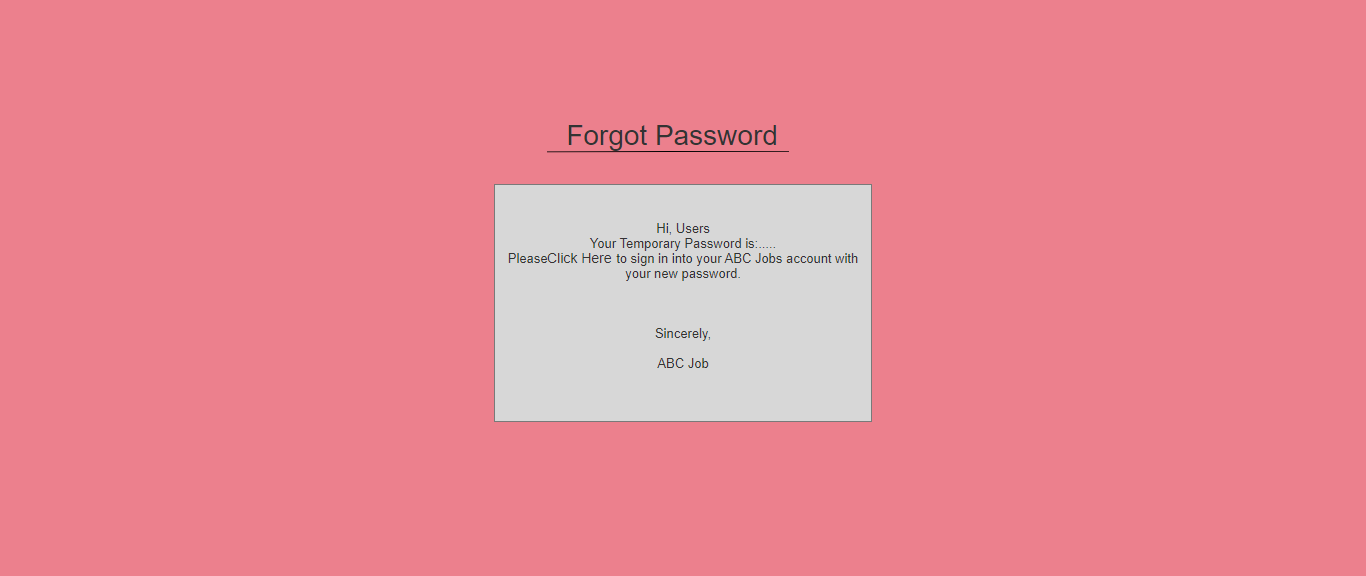 Forgot Password
Hi, Users
Your Temporary Password is:.....
PleaseClick Here to sign in into your ABC Jobs account with
your new password.
Sincerely,
ABC Job